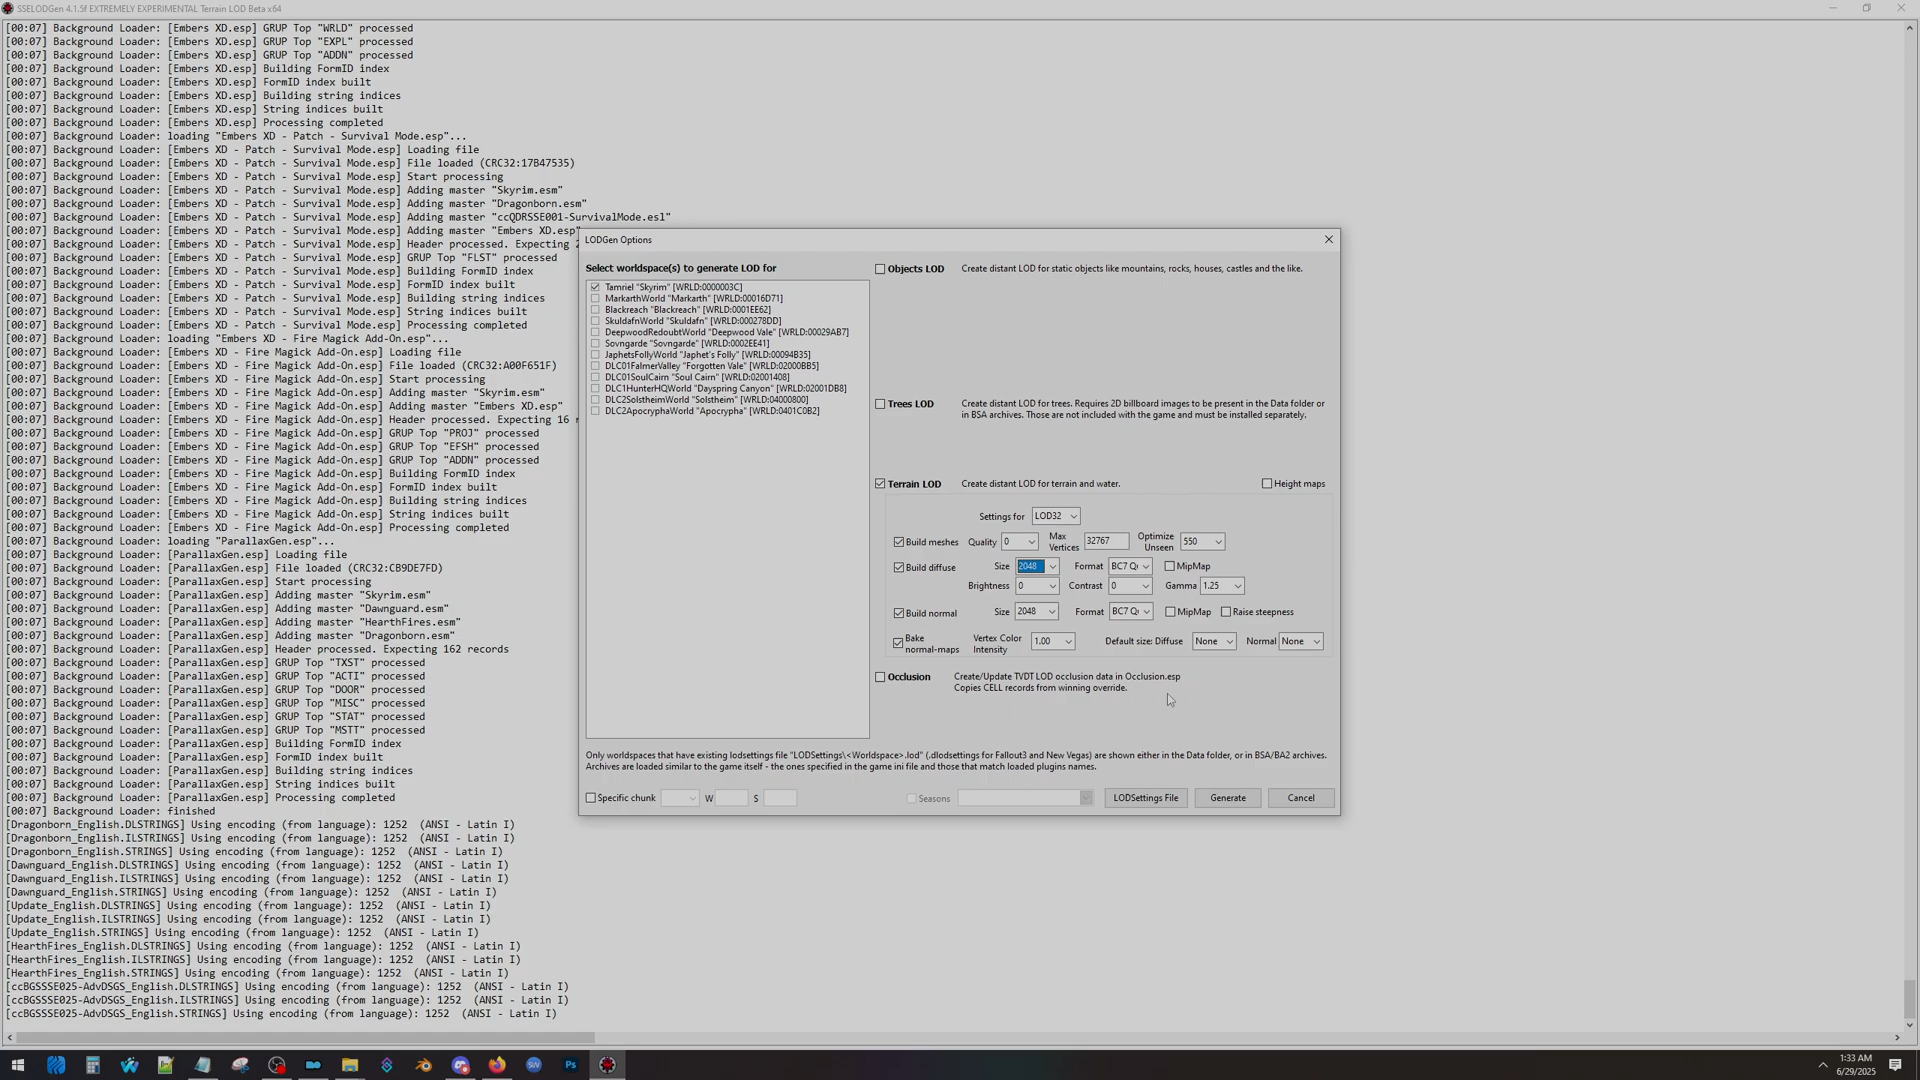 SSELODGen 4.1.5f EXTREMELY EXPERIMENTAL Terrain LOD Beta x64
[00:07] Background Loader: [Embers XD.esp] GRUP Top "WRLD" processed
[00:07] Background Loader: [Embers XD.esp] GRUP Top "EXPL" processed
[00:07] Background Loader: [Embers XD.esp] GRUP Top "ADDN" processed
[00:07] Background Loader: [Embers XD.esp] Building FormID index
[00:07] Background Loader: [Embers XD.esp] FormID index built
[00:07] Background Loader: [Embers XD.esp] Building string indices
[00:07] Background Loader: [Embers XD.esp] String indices built
[00:07] Background Loader: [Embers XD.esp] Processing completed
[00:07] Background Loader: loading "Embers XD - Patch - Survival Mode.esp"...
[00:07] Background Loader: [Embers XD - Patch - Survival Mode.esp] Loading file
[00:07] Background Loader: [Embers XD - Patch - Survival Mode.esp] File loaded (CRC32:17B47535)
[00:07] Background Loader: [Embers XD - Patch - Survival Mode.esp] Start processing
[00:07] Background Loader: [Embers XD - Patch - Survival Mode.esp] Adding master "Skyrim.esm"
[00:07] Background Loader: [Embers XD - Patch - Survival Mode.esp] Adding master "Dragonborn.esm"
[00:07] Background Loader: [Embers XD - Patch - Survival Mode.esp] Adding master "ccQDRSSE001-SurvivalMode.esl"
[00:07] Background Loader: [Embers XD - Patch - Survival Mode.esp] Adding master "Embers XD.esp"
[00:07] Background Loader: [Embers XD - Patch - Survival Mode.esp] Header processed. Expecting 2
[00:07] Background Loader: [Embers XD - Patch - Survival Mode.esp] GRUP Top "FLST" processed
[00:07] Background Loader: [Embers XD - Patch - Survival Mode.esp] Building FormID index
[00:07] Background Loader: [Embers XD - Patch - Survival Mode.esp] FormID index built
[00:07] Background Loader: [Embers XD - Patch - Survival Mode.esp] Building string indices
[00:07] Background Loader: [Embers XD - Patch - Survival Mode.esp] String indices built
[00:07] Background Loader: [Embers XD - Patch - Survival Mode.esp] Processing completed
[00:07] Background Loader: loading "Embers XD - Fire Magick Add-On.esp"...
[00:07] Background Loader: [Embers XD - Fire Magick Add-On.esp] Loading file
[00:07] Background Loader: [Embers XD - Fire Magick Add-On.esp] File loaded (CRC32:A00F651F)
[00:07] Background Loader: [Embers XD - Fire Magick Add-On.esp] Start processing
[00:07] Background Loader: [Embers XD - Fire Magick Add-On.esp] Adding master "Skyrim.esm"
[00:07] Background Loader: [Embers XD - Fire Magick Add-On.esp] Adding master "Embers XD.esp"
[00:07] Background Loader: [Embers XD - Fire Magick Add-On.esp] Header processed. Expecting 16 r
[00:07] Background Loader: [Embers XD - Fire Magick Add-On.esp] GRUP Top "PROJ" processed
[00:07] Background Loader: [Embers XD - Fire Magick Add-On.esp] GRUP Top "EFSH" processed
[00:07] Background Loader: [Embers XD - Fire Magick Add-On.esp] GRUP Top "ADDN" processed
[00:07] Background Loader: [Embers XD - Fire Magick Add-On.esp] Building FormID index
[00:07] Background Loader: [Embers XD - Fire Magick Add-On.esp] FormID index built
[00:07] Background Loader: [Embers XD - Fire Magick Add-On.esp] Building string indices
[00:07] Background Loader: [Embers XD - Fire Magick Add-On.esp] String indices built
[00:07] Background Loader: [Embers XD - Fire Magick Add-On.esp] Processing completed
[00:07] Background Loader: loading "ParallaxGen.esp"...
[00:07] Background Loader: [ParallaxGen.esp] Loading file
[00:07] Background Loader: [ParallaxGen.esp] File loaded (CRC32:CB9DE7FD)
[00:07] Background Loader: [ParallaxGen.esp] Start processing
[00:07] Background Loader: [ParallaxGen.esp] Adding master "Skyrim.esm"
[00:07] Background Loader: [ParallaxGen.esp] Adding master "Dawnguard.esm"
[00:07] Background Loader: [ParallaxGen.esp] Adding master "HearthFires.esm"
[00:07] Background Loader: [ParallaxGen.esp] Adding master "Dragonborn.esm"
[00:07] Background Loader: [ParallaxGen.esp] Header processed. Expecting 162 records
[00:07] Background Loader: [ParallaxGen.esp] GRUP Top "TXST" processed
[00:07] Background Loader: [ParallaxGen.esp] GRUP Top "ACTI" processed
[00:07] Background Loader: [ParallaxGen.esp] GRUP Top "DOOR" processed
[00:07] Background Loader: [ParallaxGen.esp] GRUP Top "MISC" processed
[00:07] Background Loader: [ParallaxGen.esp] GRUP Top "STAT" processed
[00:07] Background Loader: [ParallaxGen.esp] GRUP Top "MSTT" processed
[00:07] Background Loader: [ParallaxGen.esp] Building FormID index
[00:07] Background Loader: [ParallaxGen.esp] FormID index built
[00:07] Background Loader: [ParallaxGen.esp] Building string indices
[00:07] Background Loader: [ParallaxGen.esp] String indices built
[00:07] Background Loader: [ParallaxGen.esp] Processing completed
[00:07] Background Loader: finished
[Dragonborn_English.DLSTRINGS] Using encoding (from language): 1252 (ANSI - Latin I)
[Dragonborn_English.ILSTRINGS] Using encoding (from language): 1252 (ANSI - Latin I)
[Dragonborn_English.STRINGS] Using encoding (from language): 1252 (ANSI - Latin I)
[Dawnguard_English.DLSTRINGS] Using encoding (from language): 1252 (ANSI - Latin I)
[Dawnguard_English.ILSTRINGS] Using encoding (from language): 1252 (ANSI - Latin I)
[Dawnguard_English.STRINGS] Using encoding (from language): 1252 (ANSI - Latin I)
[Update_English.DLSTRINGS] Using encoding (from language): 1252 (ANSI - Latin I)
[Update_English.ILSTRINGS] Using encoding (from language): 1252 (ANSI - Latin I)
[Update_English.STRINGS] Using encoding (from language): 1252 (ANSI - Latin I)
[HearthFires_English.DLSTRINGS] Using encoding (from language): 1252 (ANSI - Latin I)
[HearthFires_English.ILSTRINGS] Using encoding (from language): 1252 (ANSI - Latin I)
[HearthFires_English.STRINGS] Using encoding (from language): 1252 (ANSI - Latin I)
[ccBGSSSE025-AdvDSGS_English.DLSTRINGS] Using encoding (from language): 1252 (ANSI - Latin I)
[ccBGSSSE025-AdvDSGS_English.ILSTRINGS] Using encoding (from language): 1252 (ANSI - Latin I)
[ccBGSSSE025-AdvDSGS_English.STRINGS] Using encoding (from language): 1252 (ANSI - Latin I)
LODGen Options
Select worldspace(s) to generate LOD for
Tamriel "Skyrim" [WRLD:0000003C]
MarkarthWorld "Markarth" [WRLD:00016D71]
Blackreach "Blackreach" [WRLD:0001EE62]
SkuldafnWorld "Skuldafn" [WRLD:000278DD]
DeepwoodRedoubtWorld "Deepwood Vale" [WRLD:00029AB7]
Sovngarde "Sovngarde" [WRLD:0002EE41]
JaphetsFollyWorld "Japhet's Folly" [WRLD:00094B35]
DLC01FalmerValley "Forgotten Vale" [WRLD:02000BB5]
DLC01SoulCairn "Soul Cairn" [WRLD:02001408]
DLC1HunterHQWorld "Dayspring Canyon" [WRLD:02001DB8]
DLC2SolstheimWorld "Solstheim" [WRLD:04000800]
DLC2ApocryphaWorld "Apocrypha" [WRLD:0401C0B2]
Objects LOD Create distant LOD for static objects like mountains, rocks, houses, castles and the like.
Trees LOD Create distant LOD for trees. Requires 2D billboard images to be present in the Data folder or
in BSA archives. Those are not included with the game and must be installed separately.
Terrain LOD Create distant LOD for terrain and water. Height maps
Settings for LOD32
Build meshes Quality 0 Max Vertices 32767 Optimize Unseen 550
Build diffuse Size 2048 Format BC7 Q MipMap
Brightness 0 Contrast 0 Gamma 1.25
Build normal Size 2048 Format BC7 Q MipMap Raise steepness
Bake normal-maps Vertex Color Intensity 1.00 Default size: Diffuse None Normal None
Occlusion Create/Update TVDT LOD occlusion data in Occlusion.esp
Copies CELL records from winning override.
Only worldspaces that have existing lodsettings file "LODSettings\<Worldspace>.lod" (.dlodsettings for Fallout3 and New Vegas) are shown either in the Data folder, or in BSA/BA2 archives.
Archives are loaded similar to the game itself - the ones specified in the game ini file and those that match loaded plugins names.
Specific chunk W S Seasons LODSettings File Generate Cancel
Ps
1:33 AM
6/29/2025